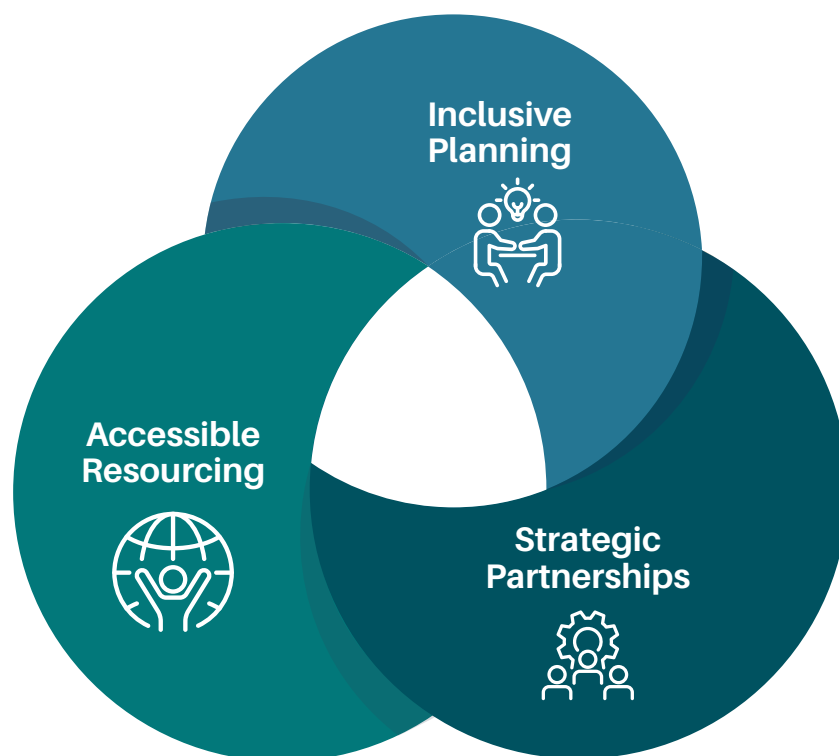 Inclusive
Planning
Accessible
Resourcing
Strategic
Partnerships